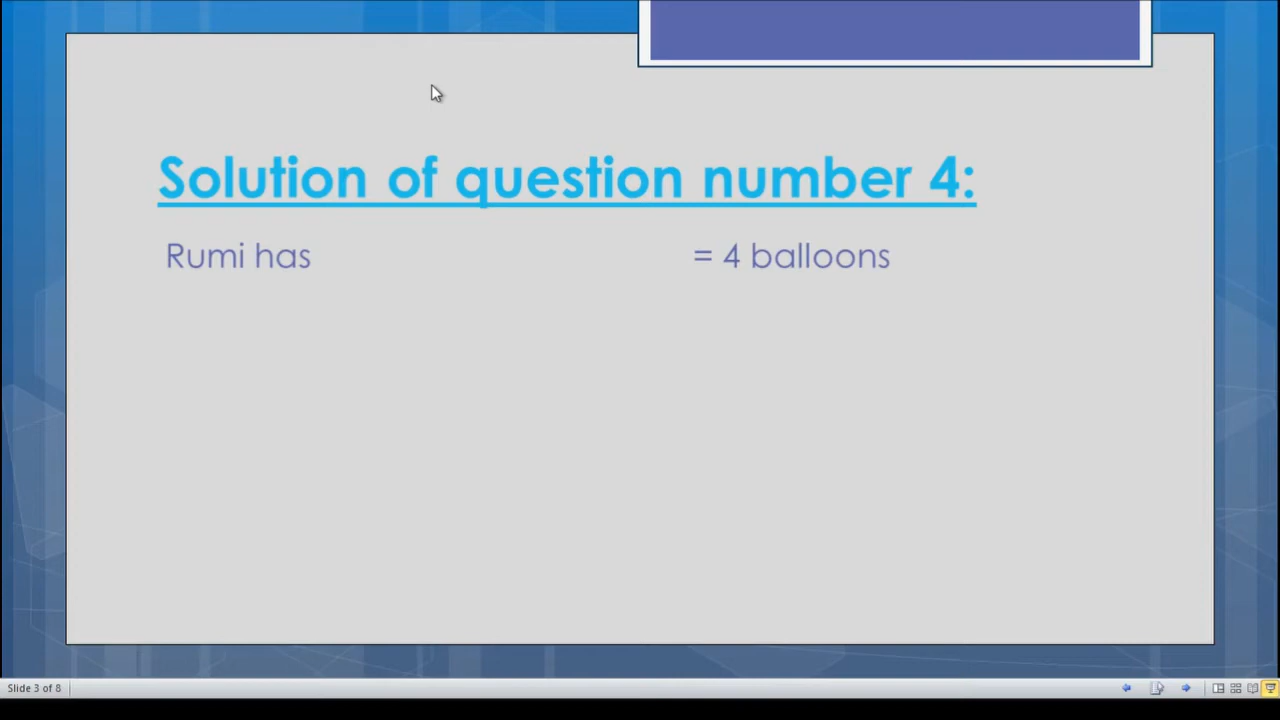 Solution of question number 4:
Rumi has = 4 balloons
Slide 3 of 8